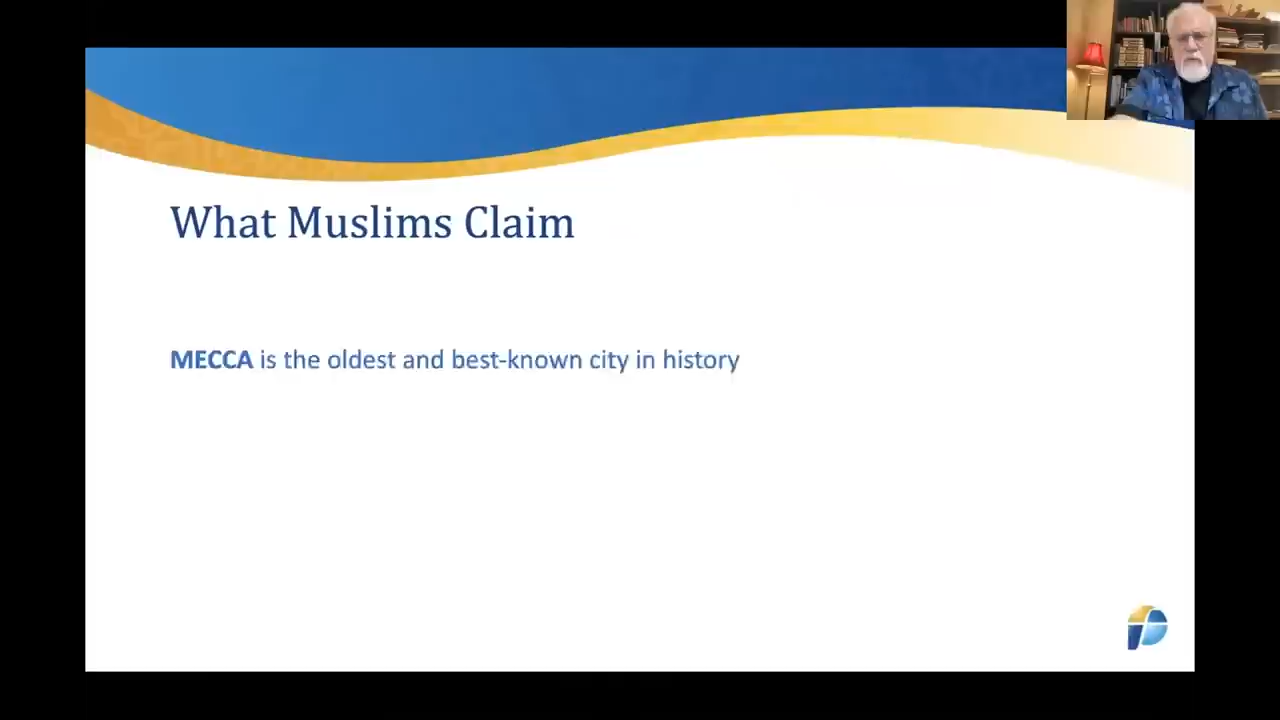 What Muslims Claim
MECCA is the oldest and best-known city in history